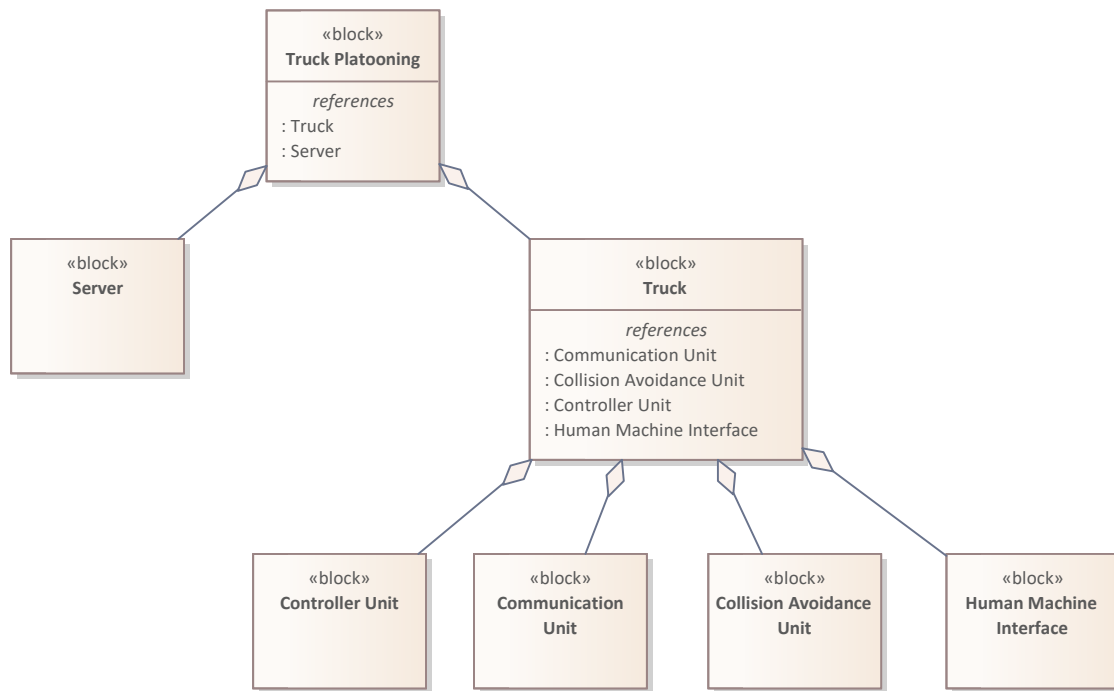 «block»
Truck Platooning
references
: Truck
: Server
«block»
Server
«block»
Truck
references
: Communication Unit
: Collision Avoidance Unit
: Controller Unit
: Human Machine Interface
«block»
Controller Unit
«block»
Communication
Unit
«block»
Collision Avoidance
Unit
«block»
Human Machine
Interface